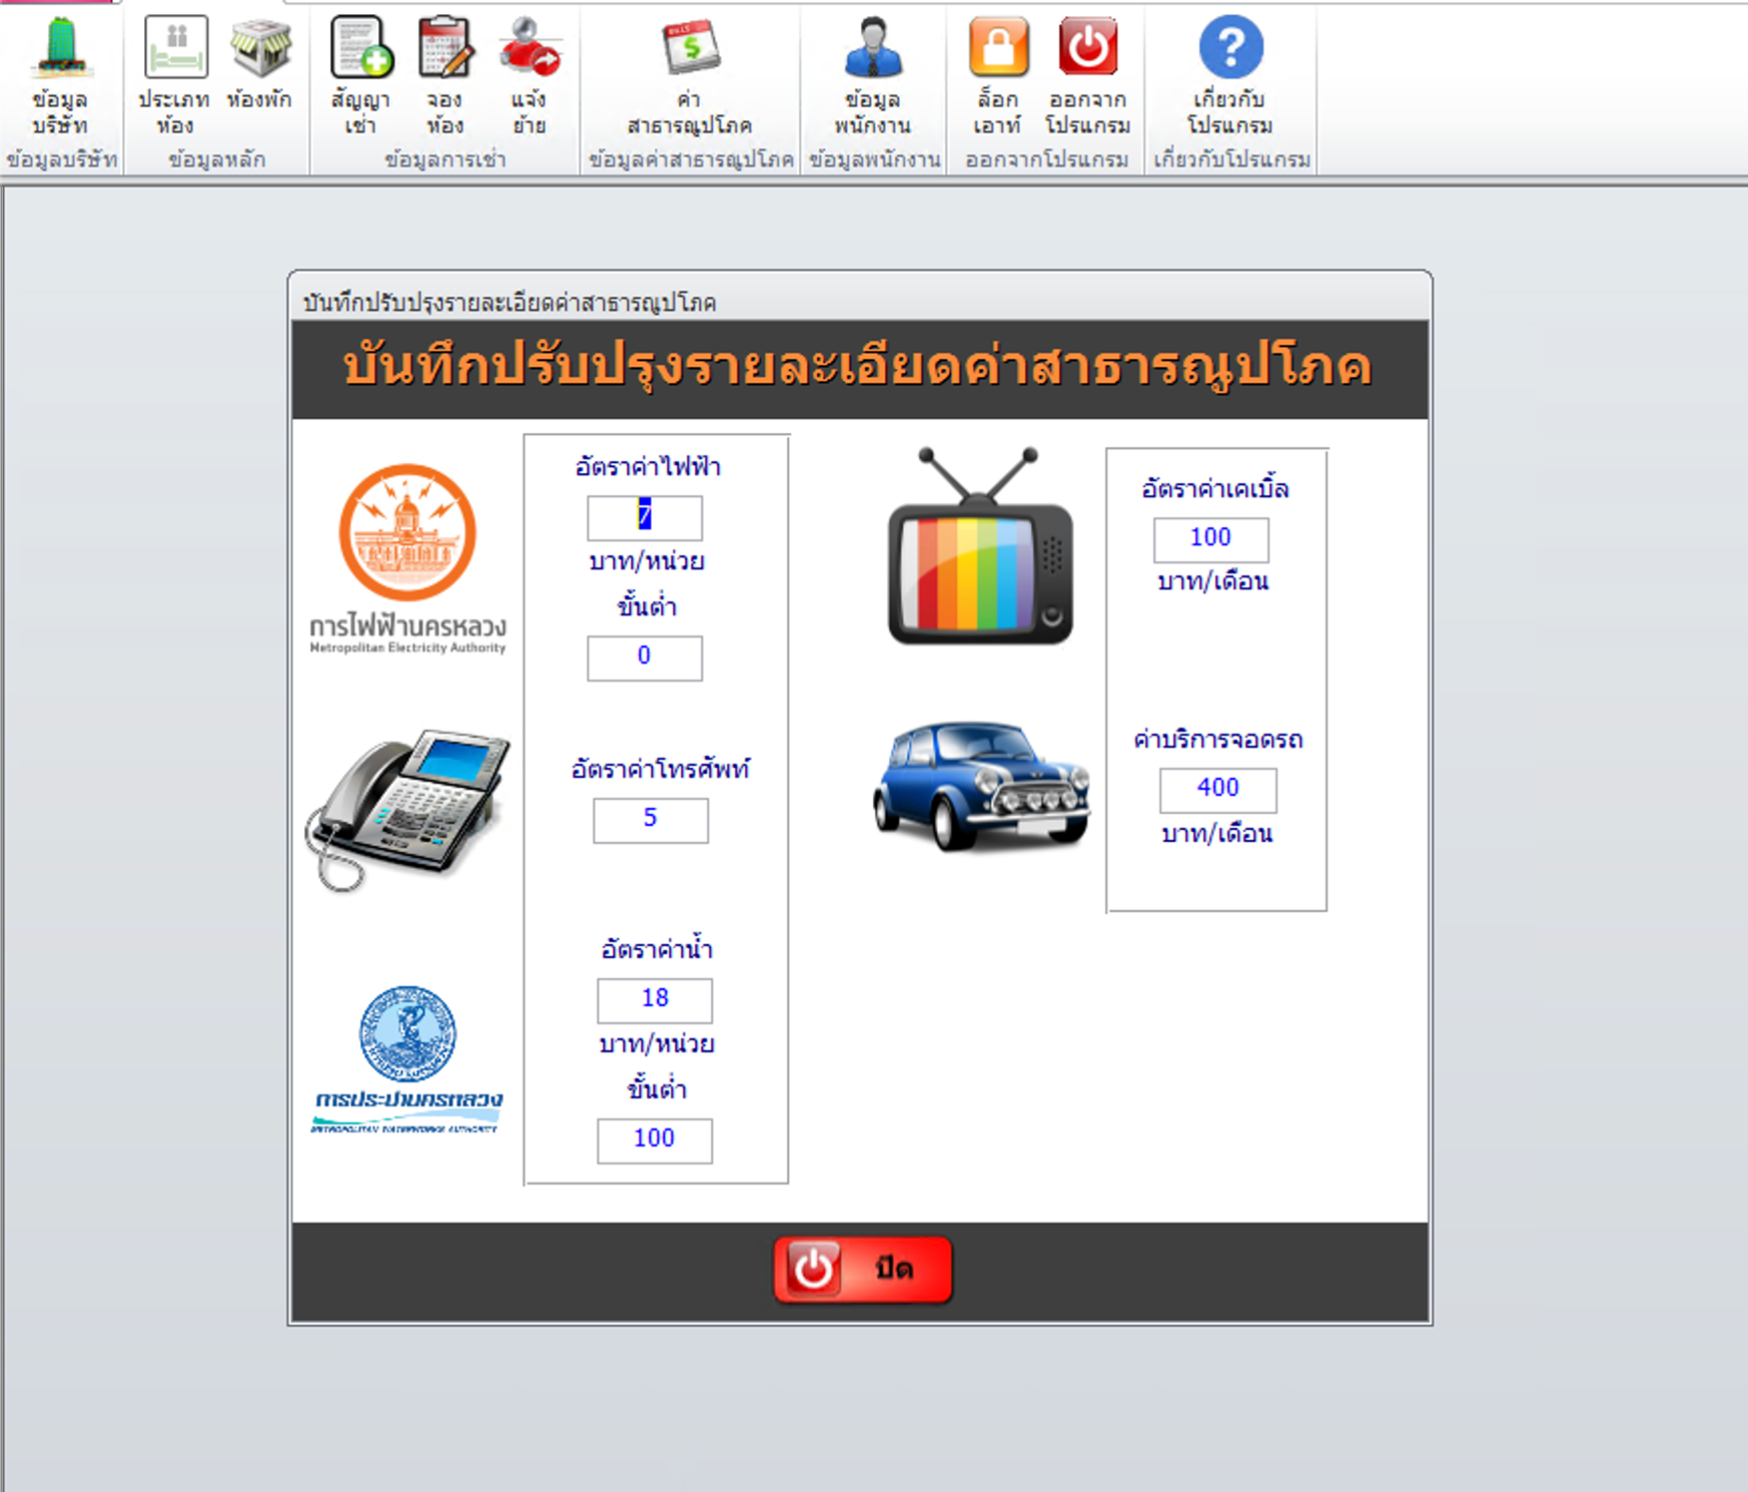 ข้อมูล
บริษัท
ประเภท
ห้อง
ห้องพัก
สัญญา
เช่า
จอง
ห้อง
แจ้ง
ย้าย
ค่า
สาธารณูปโภค
ข้อมูล
พนักงาน
ล็อก
เอาท์
ออกจาก
โปรแกรม
เกี่ยวกับ
โปรแกรม
ข้อมูลบริษัท
ข้อมูลหลัก
ข้อมูลการเช่า
ข้อมูลค่าสาธารณูปโภค
ข้อมูลพนักงาน
ออกจากโปรแกรม
เกี่ยวกับโปรแกรม
บันทึกปรับปรุงรายละเอียดค่าสาธารณูปโภค
บันทึกปรับปรุงรายละเอียดค่าสาธารณูปโภค
การไฟฟ้านครหลวง
Metropolitan Electricity Authority
อัตราค่าไฟฟ้า
7
บาท/หน่วย
ขั้นต่ำ
0
อัตราค่าโทรศัพท์
5
การประปานครหลวง
METROPOLITAN WATERWORKS AUTHORITY
อัตราค่าน้ำ
18
บาท/หน่วย
ขั้นต่ำ
100
อัตราค่าเคเบิ้ล
100
บาท/เดือน
ค่าบริการจอดรถ
400
บาท/เดือน
ปิด